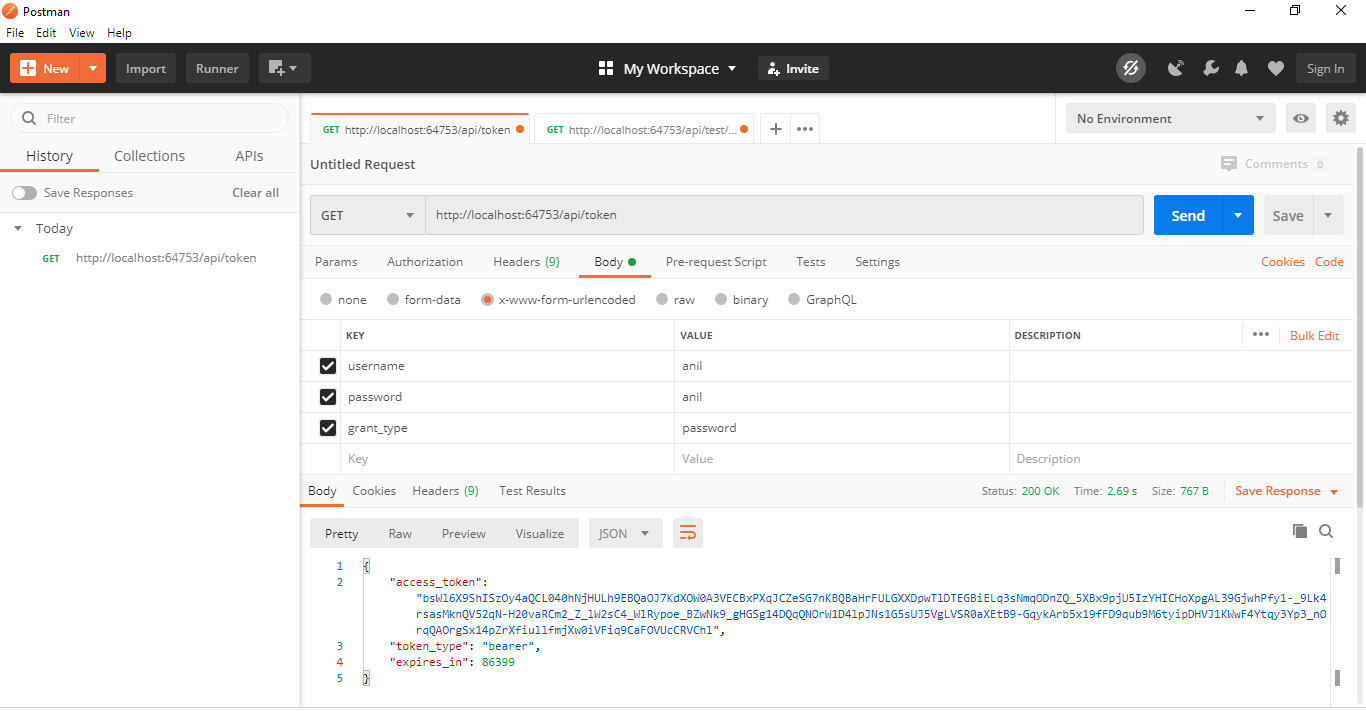 Postman
File Edit View Help
New Import Runner My Workspace Invite Sign In
Filter
History Collections APIs
Save Responses Clear all
Today
GET http://localhost:64753/api/token
GET http://localhost:64753/api/token GET http://localhost:64753/api/test/... No Environment
Untitled Request Comments 0
GET http://localhost:64753/api/token Send Save
Params Authorization Headers (9) Body Pre-request Script Tests Settings Cookies Code
none form-data x-www-form-urlencoded raw binary GraphQL
KEY VALUE DESCRIPTION Bulk Edit
username anil
password anil
grant_type password
Key Value Description
Body Cookies Headers (9) Test Results Status: 200 OK Time: 2.69 s Size: 767 B Save Response
Pretty Raw Preview Visualize JSON
1 {
2 "access_token":
"bsWl6X9ShISzOy4aQCL040hNjHULh9EBQaOJ7KdXOW0A3VECBxPXqJCZeSG7nKBQBaHrFULGXXDpwTlDTEGBiELq3sNmqODnZQ_5XBx9pjU5IzYHICHoXpgAL39GjwhPfy1-_9Lk4
rsasMknQV52qN-H20vaRCm2_Z_lW2sC4_WlRypoe_BZwNk9_gHGSg14DQqQNOrW1D4lpJNs1G5sUJ5VgLVSR0aXEtB9-GqykArb5x19fFD9qub9M6tyipDHVJ1KWwF4Ytqy3Yp3_nO
rqQAOrgSx14pZrXfiullfmjXw0iVFiq9CaFOVUcCRVChl",
3 "token_type": "bearer",
4 "expires_in": 86399
5 }